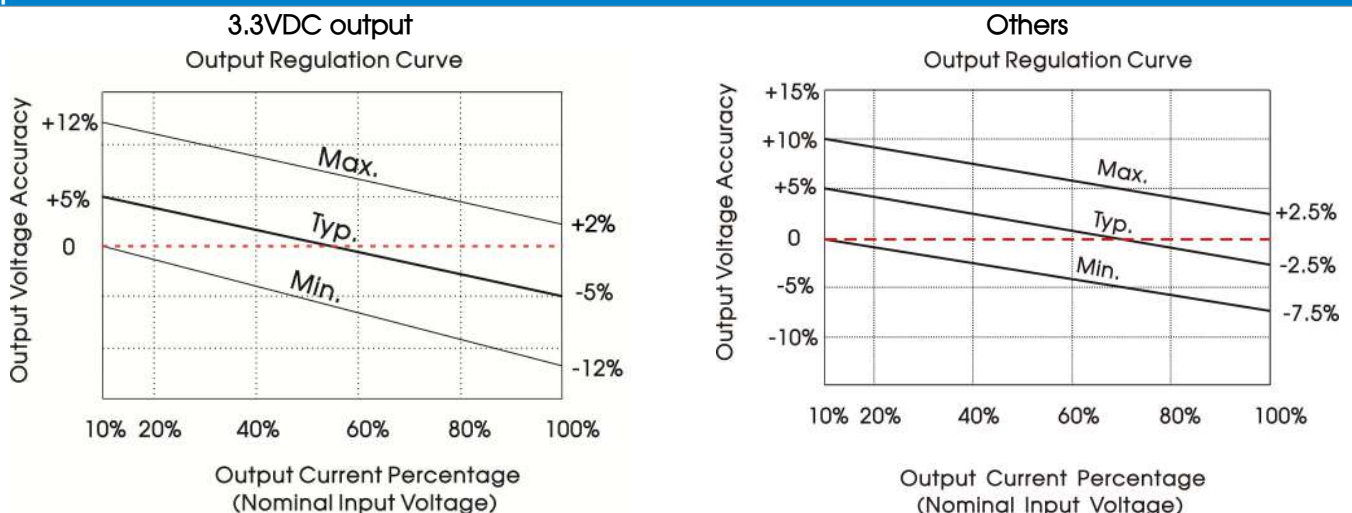 3.3VDC output
Output Regulation Curve
Output Voltage Accuracy
+12%
+5%
0
Max.
Typ.
Min.
+2%
-5%
-12%
10% 20% 40% 60% 80% 100%
Output Current Percentage
(Nominal Input Voltage)
Others
Output Regulation Curve
Output Voltage Accuracy
+15%
+10%
+5%
0
-5%
-10%
Max.
Typ.
Min.
+2.5%
-2.5%
-7.5%
10% 20% 40% 60% 80% 100%
Output Current Percentage
(Nominal Input Voltage)